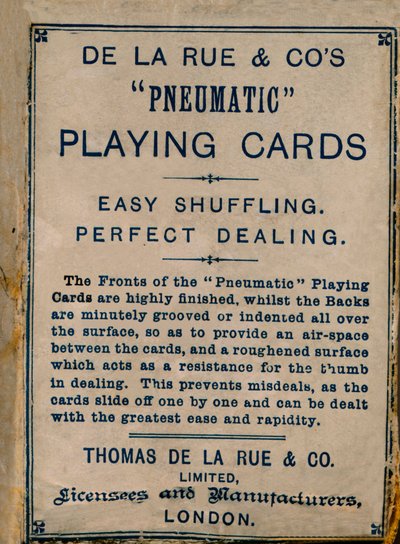 DE LA RUE & CO'S
"PNEUMATIC"
PLAYING CARDS
EASY SHUFFLING.
PERFECT DEALING.
The Fronts of the "Pneumatic" Playing
Cards are highly finished, whilst the Backs
are minutely grooved or indented all over
the surface, so as to provide an air-space
between the cards, and a roughened surface
which acts as a resistance for the thumb
in dealing. This prevents misdeals, as the
cards slide off one by one and can be dealt
with the greatest ease and rapidity.
THOMAS DE LA RUE & CO.
LIMITED,
Licensees and Manufacturers,
LONDON.